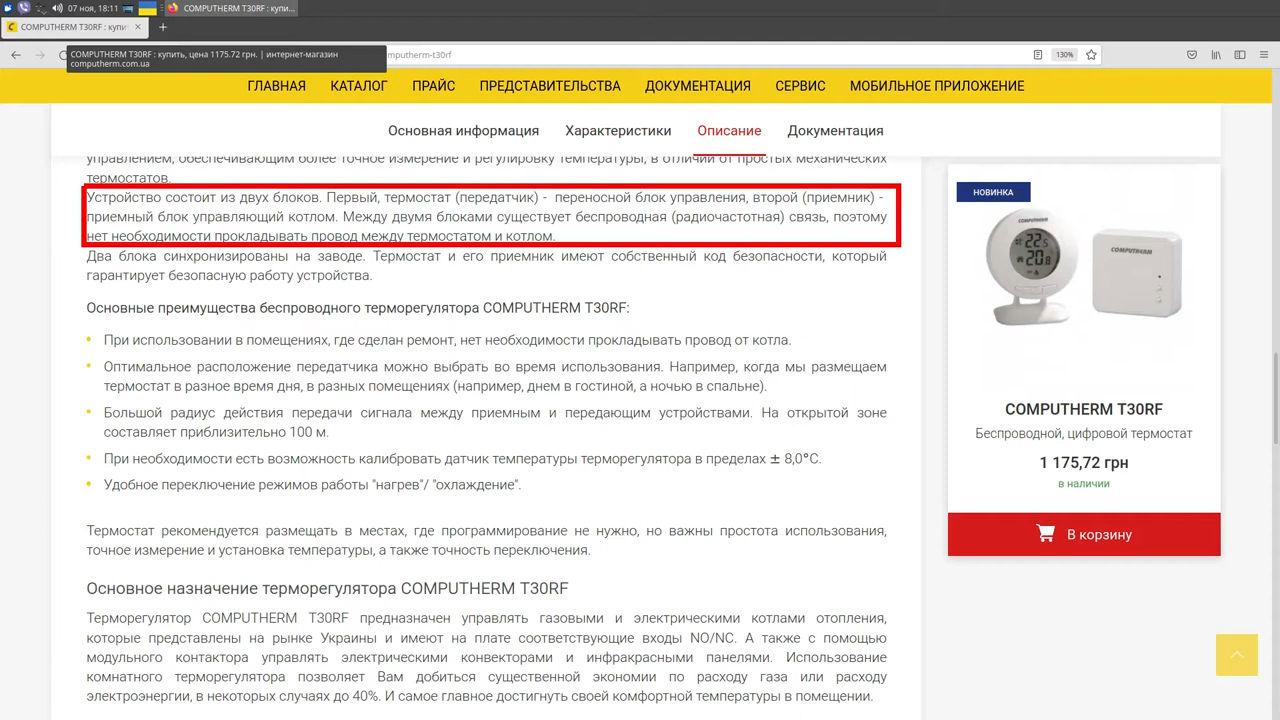 07 ноя, 18:11
COMPUTHERM T30RF : купи...
COMPUTHERM T30RF : купи
COMPUTHERM T30RF : купить, цена 1175.72 грн. | интернет-магазин
computherm.com.ua
mputherm-t30rf
130%
ГЛАВНАЯ КАТАЛОГ ПРАЙС ПРЕДСТАВИТЕЛЬСТВА ДОКУМЕНТАЦИЯ СЕРВИС МОБИЛЬНОЕ ПРИЛОЖЕНИЕ
Основная информация Характеристики Описание Документация
управлением, обеспечивающим более точное измерение и регулировку температуры, в отличии от простых механических
термостатов.
Устройство состоит из двух блоков. Первый, термостат (передатчик) - переносной блок управления, второй (приемник) -
приемный блок управляющий котлом. Между двумя блоками существует беспроводная (радиочастотная) связь, поэтому
нет необходимости прокладывать провод между термостатом и котлом.
Два блока синхронизированы на заводе. Термостат и его приемник имеют собственный код безопасности, который
гарантирует безопасную работу устройства.
Основные преимущества беспроводного терморегулятора COMPUTHERM T30RF:
При использовании в помещениях, где сделан ремонт, нет необходимости прокладывать провод от котла.
Оптимальное расположение передатчика можно выбрать во время использования. Например, когда мы размещаем
термостат в разное время дня, в разных помещениях (например, днем в гостиной, а ночью в спальне).
Большой радиус действия передачи сигнала между приемным и передающим устройствами. На открытой зоне
составляет приблизительно 100 м.
При необходимости есть возможность калибровать датчик температуры терморегулятора в пределах ± 8,0°С.
Удобное переключение режимов работы "нагрев"/ "охлаждение".
Термостат рекомендуется размещать в местах, где программирование не нужно, но важны простота использования,
точное измерение и установка температуры, а также точность переключения.
Основное назначение терморегулятора COMPUTHERM T30RF
Терморегулятор COMPUTHERM T30RF предназначен управлять газовыми и электрическими котлами отопления,
которые представлены на рынке Украины и имеют на плате соответствующие входы NO/NC. А также с помощью
модульного контактора управлять электрическими конвекторами и инфракрасными панелями. Использование
комнатного терморегулятора позволяет Вам добиться существенной экономии по расходу газа или расходу
электроэнергии, в некоторых случаях до 40%. И самое главное достигнуть своей комфортной температуры в помещении.
НОВИНКА
COMPUTHERM
22.5
20.8
COMPUTHERM
COMPUTHERM T30RF
Беспроводной, цифровой термостат
1 175,72 грн
в наличии
В корзину